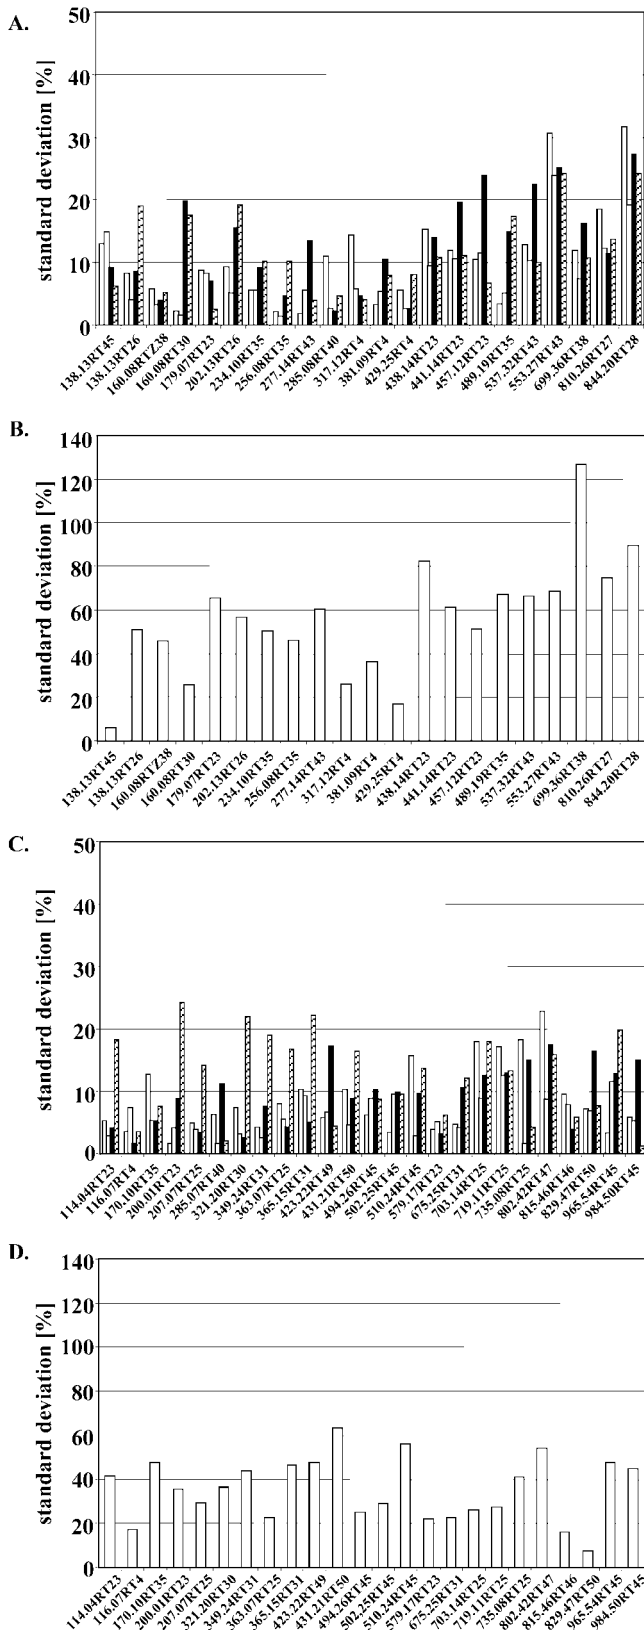 A.
standard deviation [%]
50
40
30
20
10
0
138.13RT45
138.13RT26
160.08RTZ38
160.08RT30
179.07RT23
202.13RT26
234.10RT35
256.08RT35
277.14RT43
285.08RT40
317.12RT4
381.09RT4
429.25RT4
438.14RT23
441.14RT23
457.12RT23
489.19RT35
537.32RT43
553.27RT43
699.36RT38
810.26RT27
844.20RT28
B.
standard deviation [%]
140
120
100
80
60
40
20
0
138.13RT45
138.13RT26
160.08RTZ38
160.08RT30
179.07RT23
202.13RT26
234.10RT35
256.08RT35
277.14RT43
317.12RT4
381.09RT4
429.25RT4
438.14RT23
441.14RT23
457.12RT23
489.19RT35
537.32RT43
553.27RT43
699.36RT38
810.26RT27
844.20RT28
C.
standard deviation [%]
50
40
30
20
10
0
114.04RT23
116.07RT4
170.10RT35
200.01RT23
207.07RT25
285.07RT40
321.20RT30
349.24RT31
363.07RT25
365.15RT31
423.22RT49
431.21RT50
494.26RT45
502.25RT45
510.24RT45
579.17RT23
675.25RT31
703.14RT25
719.11RT25
735.08RT25
802.42RT47
815.46RT46
829.47RT50
965.54RT45
984.50RT45
D.
standard deviation [%]
140
120
100
80
60
40
20
0
114.04RT23
116.07RT4
170.10RT35
200.01RT23
207.07RT25
321.20RT30
349.24RT31
363.07RT25
365.15RT31
423.22RT49
431.21RT50
494.26RT45
502.25RT45
510.24RT45
579.17RT23
675.25RT31
703.14RT25
719.11RT25
735.08RT25
802.42RT47
815.46RT46
829.47RT50
965.54RT45
984.50RT45